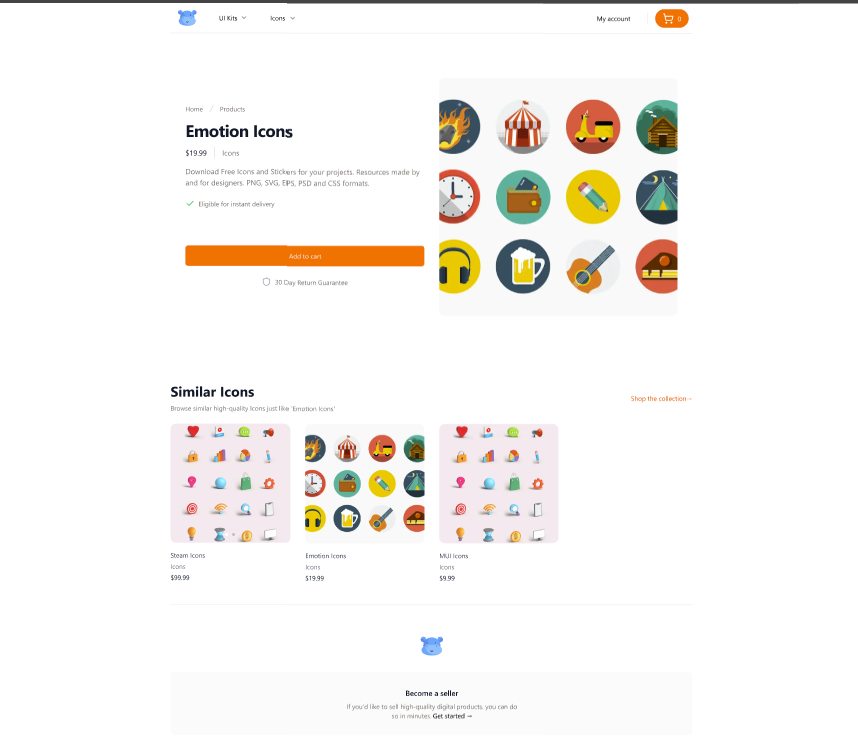 UI Kits
Icons
My account
0
Home / Products
Emotion Icons
$19.99
Icons
Download Free Icons and Stickers for your projects. Resources made by
and for designers. PNG, SVG, EPS, PSD and CSS formats.
Eligible for instant delivery
Add to cart
30 Day Return Guarantee
Similar Icons
Browse similar high-quality Icons just like 'Emotion Icons'
Shop the collection→
Steam Icons
Icons
$99.99
Emotion Icons
Icons
$19.99
MUI Icons
Icons
$9.99
Become a seller
If you'd like to sell high-quality digital products, you can do
so in minutes. Get started →